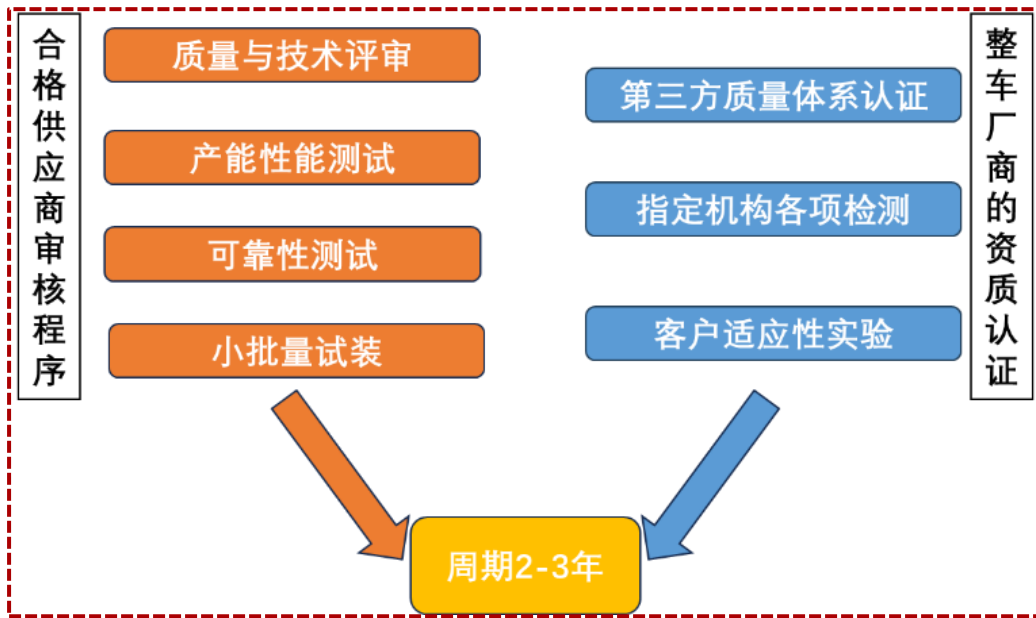 合格供应商审核程序
质量与技术评审
产能性能测试
可靠性测试
小批量试装
第三方质量体系认证
指定机构各项检测
客户适应性实验
整车厂商的资质认证
周期2-3年